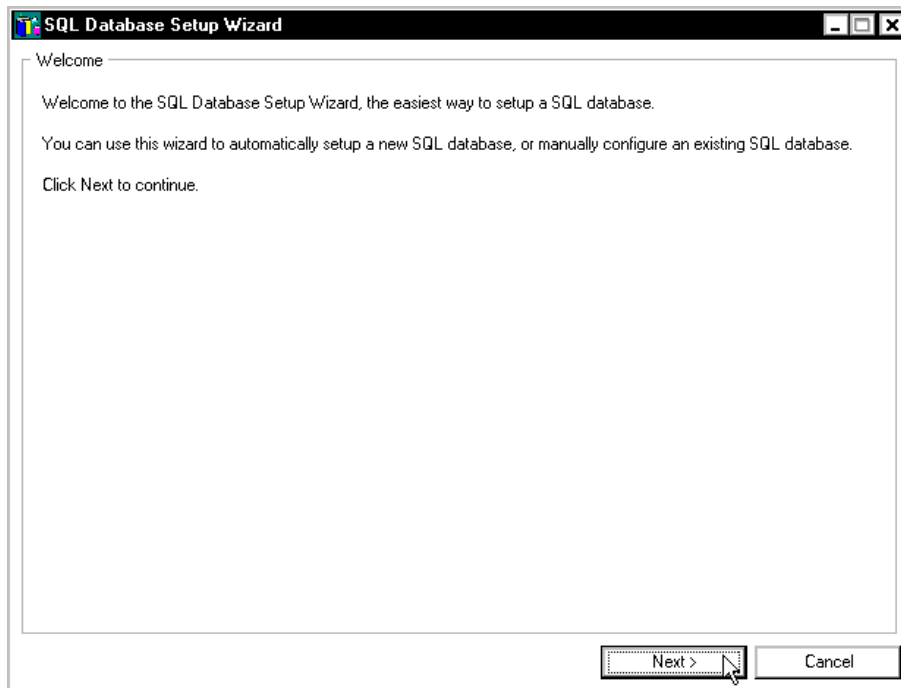 SQL Database Setup Wizard
Welcome
Welcome to the SQL Database Setup Wizard, the easiest way to setup a SQL database.
You can use this wizard to automatically setup a new SQL database, or manually configure an existing SQL database.
Click Next to continue.
Next >
Cancel